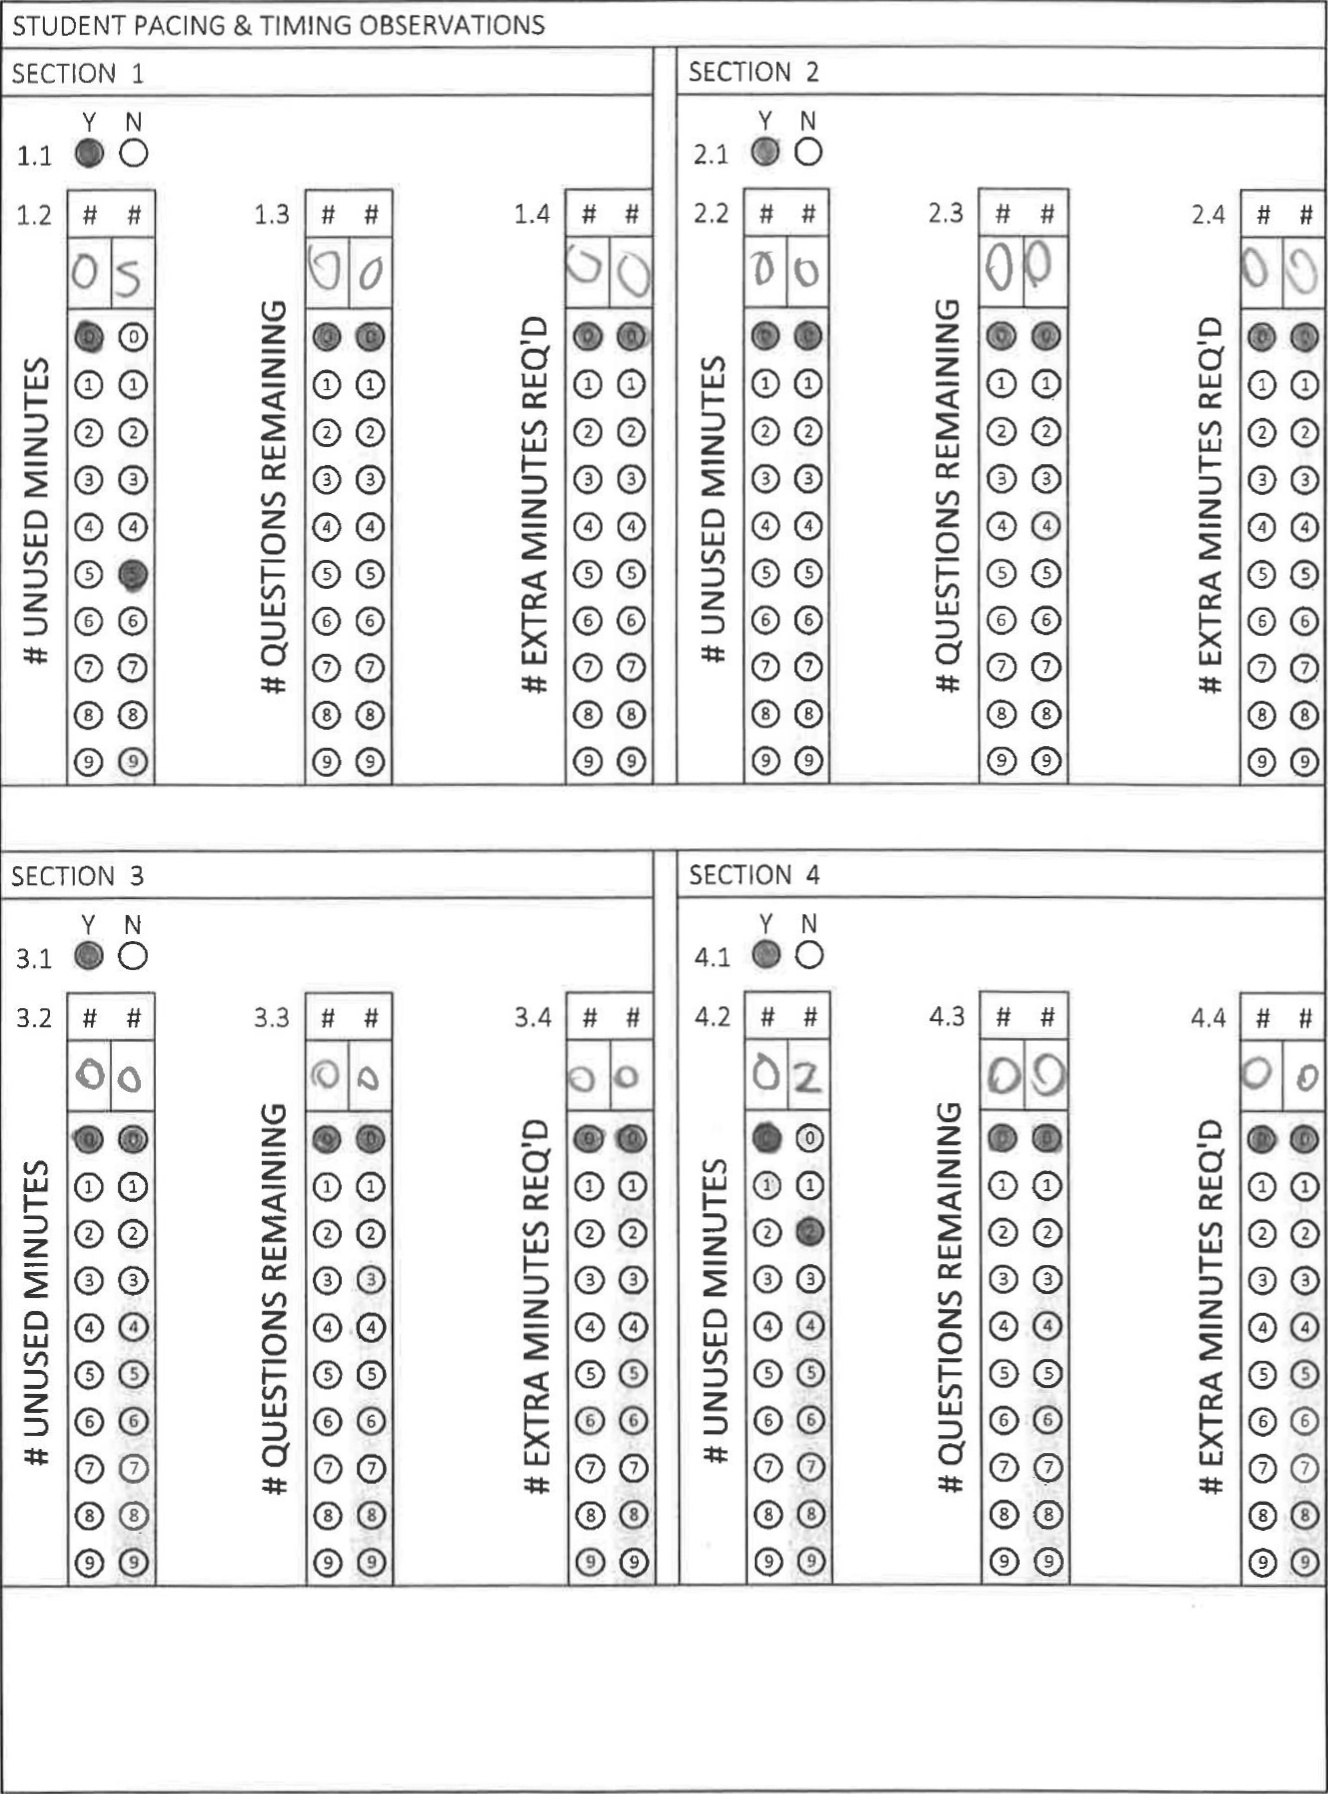 STUDENT PACING & TIMING OBSERVATIONS
SECTION 1
Y N
1.1
1.2 # # 1.3 # # 1.4 # #
0 5 0 0 0 0
# UNUSED MINUTES
# QUESTIONS REMAINING
# EXTRA MINUTES REQ'D
0 0 0 0 0 0
1 1 1 1 1 1
2 2 2 2 2 2
3 3 3 3 3 3
4 4 4 4 4 4
5 5 5 5 5 5
6 6 6 6 6 6
7 7 7 7 7 7
8 8 8 8 8 8
9 9 9 9 9 9
SECTION 2
Y N
2.1
2.2 # # 2.3 # # 2.4 # #
0 0 0 0 0 0
# UNUSED MINUTES
# QUESTIONS REMAINING
# EXTRA MINUTES REQ'D
0 0 0 0 0 0
1 1 1 1 1 1
2 2 2 2 2 2
3 3 3 3 3 3
4 4 4 4 4 4
5 5 5 5 5 5
6 6 6 6 6 6
7 7 7 7 7 7
8 8 8 8 8 8
9 9 9 9 9 9
SECTION 3
Y N
3.1
3.2 # # 3.3 # # 3.4 # #
0 0 0 0 0 0
# UNUSED MINUTES
# QUESTIONS REMAINING
# EXTRA MINUTES REQ'D
0 0 0 0 0 0
1 1 1 1 1 1
2 2 2 2 2 2
3 3 3 3 3 3
4 4 4 4 4 4
5 5 5 5 5 5
6 6 6 6 6 6
7 7 7 7 7 7
8 8 8 8 8 8
9 9 9 9 9 9
SECTION 4
Y N
4.1
4.2 # # 4.3 # # 4.4 # #
0 2 0 0 0 0
# UNUSED MINUTES
# QUESTIONS REMAINING
# EXTRA MINUTES REQ'D
0 0 0 0 0 0
1 1 1 1 1 1
2 2 2 2 2 2
3 3 3 3 3 3
4 4 4 4 4 4
5 5 5 5 5 5
6 6 6 6 6 6
7 7 7 7 7 7
8 8 8 8 8 8
9 9 9 9 9 9